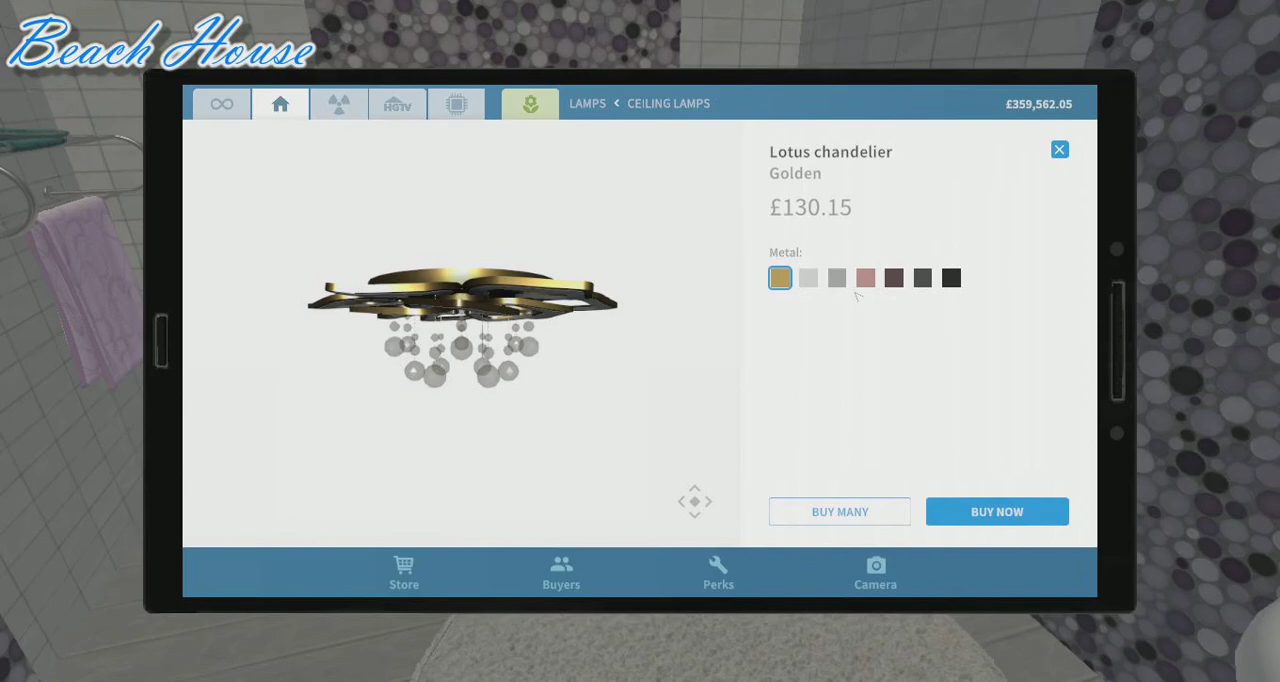 Beach House
HGTV
LAMPS < CEILING LAMPS
£359,562.05
Lotus chandelier
Golden
£130.15
Metal:
BUY MANY
BUY NOW
Store
Buyers
Perks
Camera